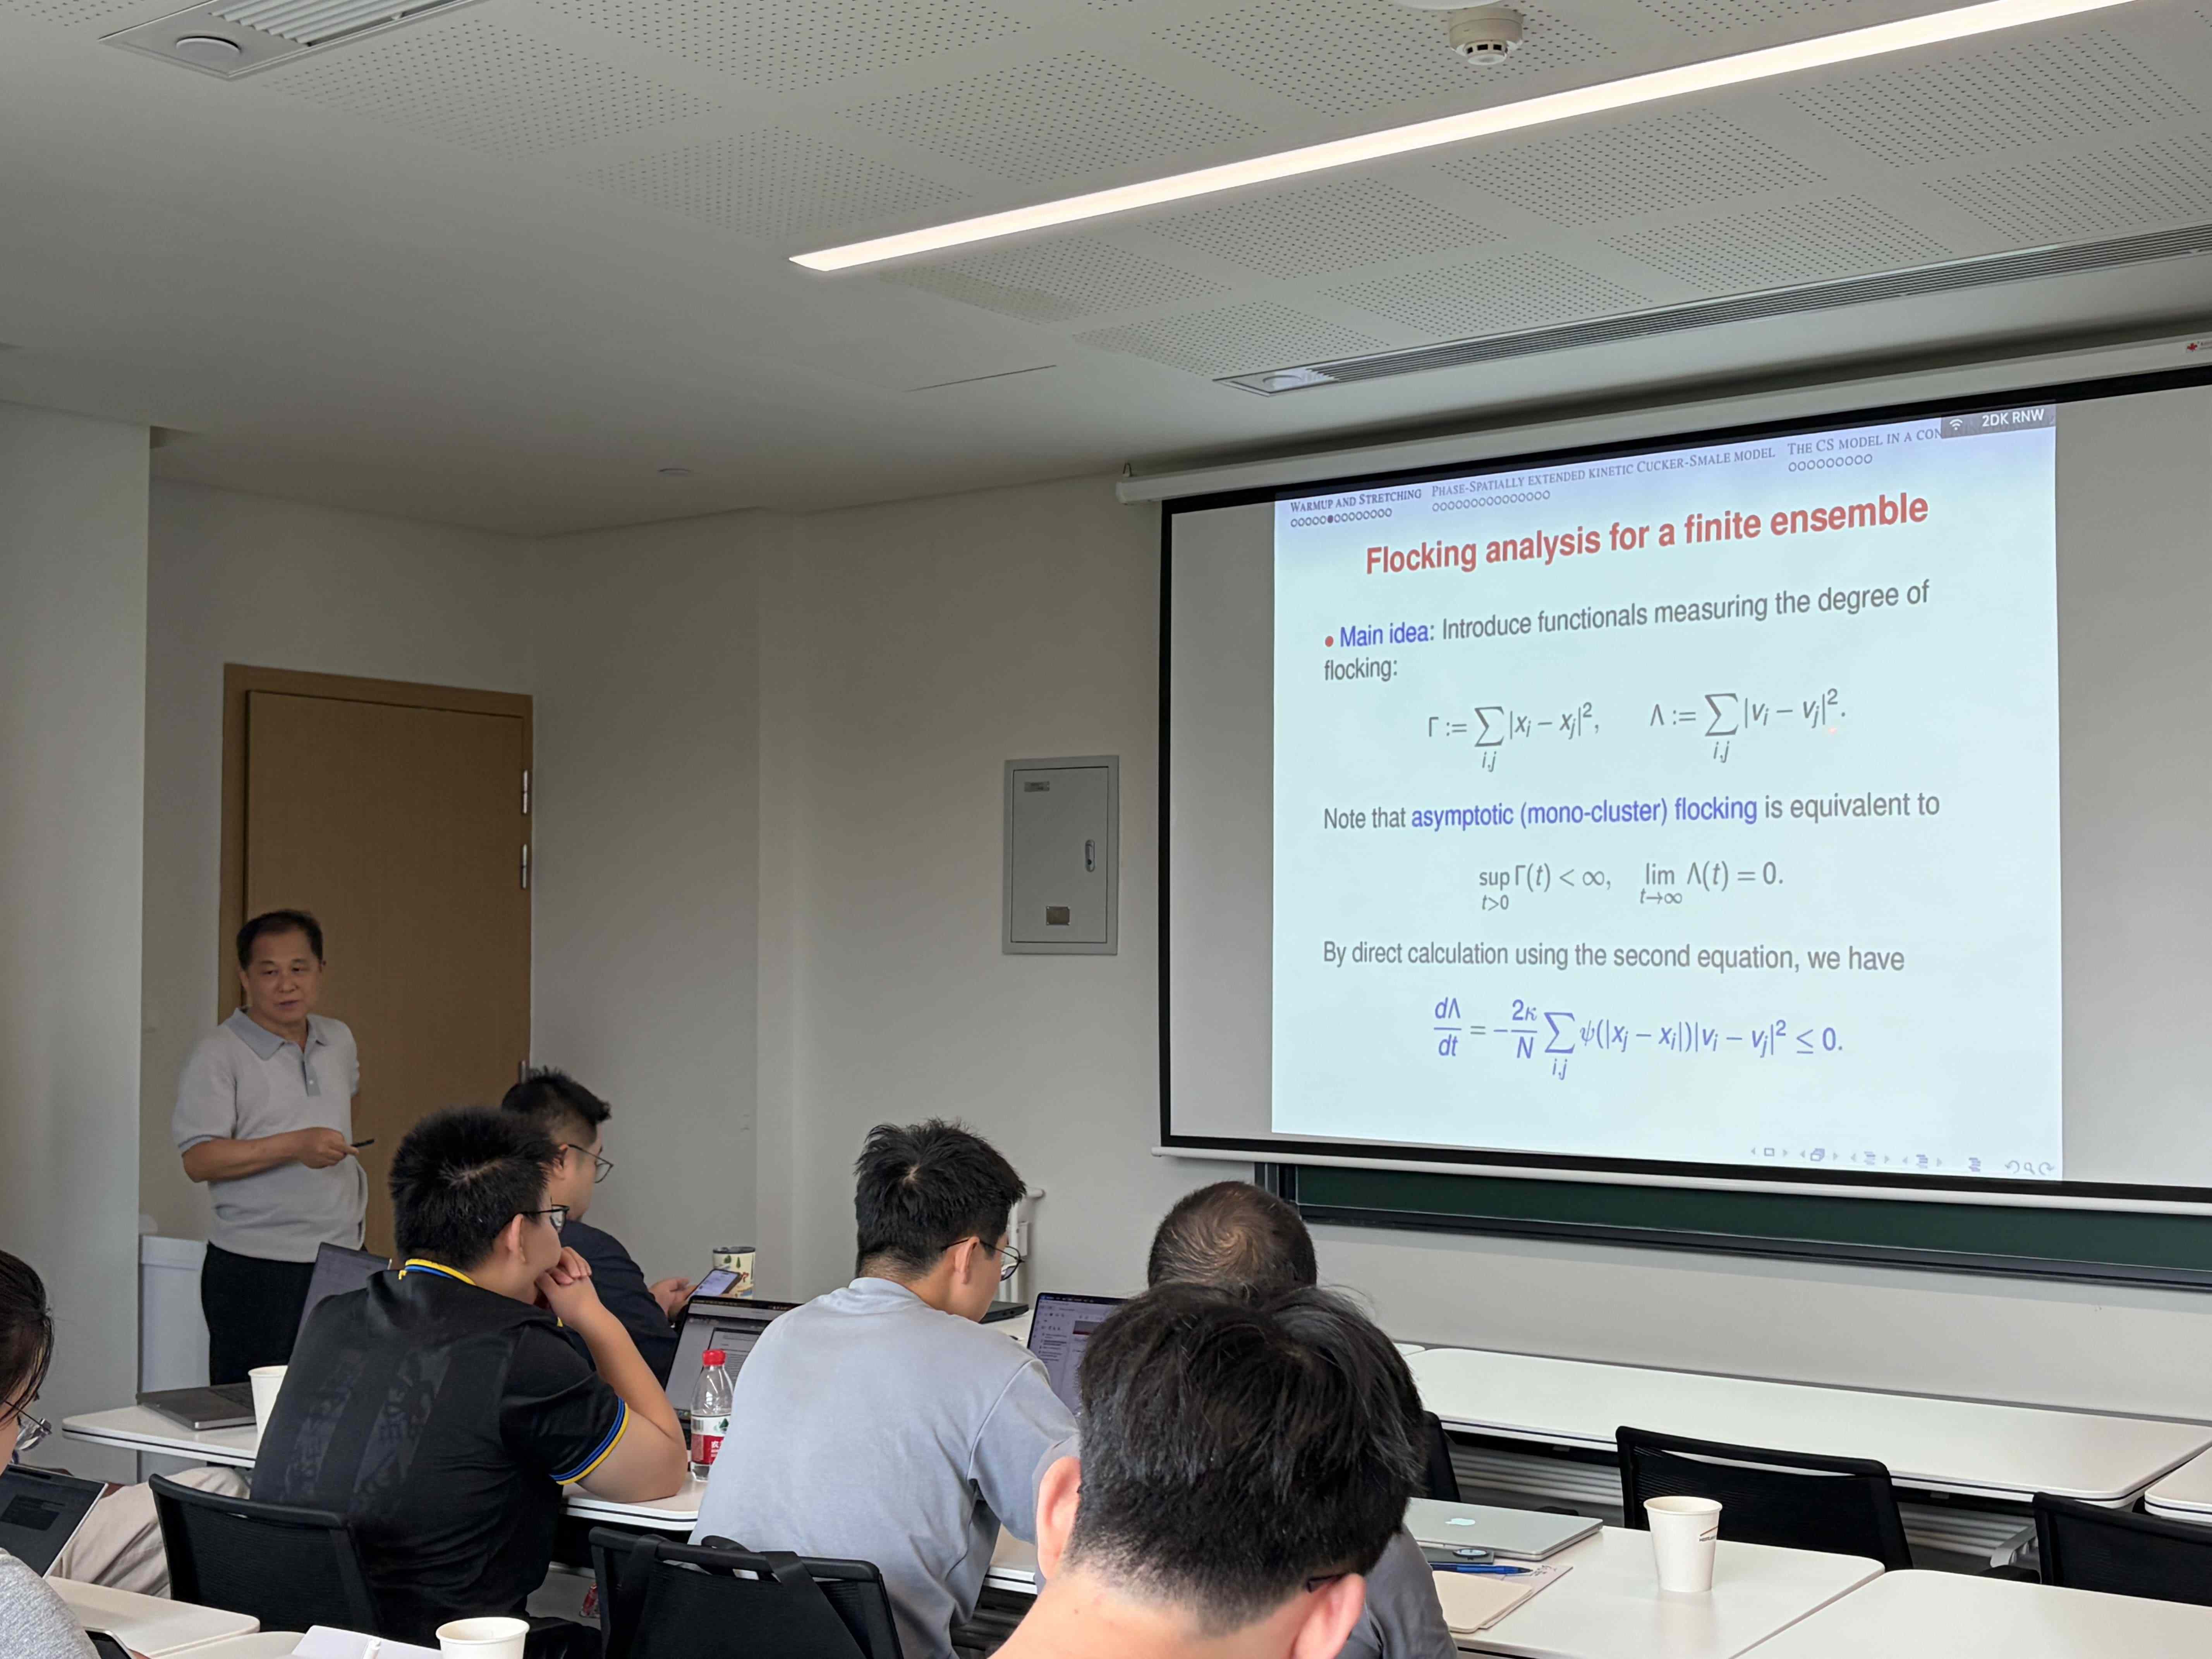 2DK RNW
WARMUP AND STRETCHING PHASE-SPATIALLY EXTENDED KINETIC CUCKER-SMALE MODEL THE CS MODEL IN A CON
Flocking analysis for a finite ensemble
• Main idea: Introduce functionals measuring the degree of
flocking:
Γ := ∑_{i,j} |x_i − x_j|², Λ := ∑_{i,j} |v_i − v_j|².
Note that asymptotic (mono-cluster) flocking is equivalent to
sup_{t>0} Γ(t) < ∞, lim_{t→∞} Λ(t) = 0.
By direct calculation using the second equation, we have
dΛ/dt = −2κ/N ∑_{i,j} ψ(|x_j − x_i|)|v_i − v_j|² ≤ 0.